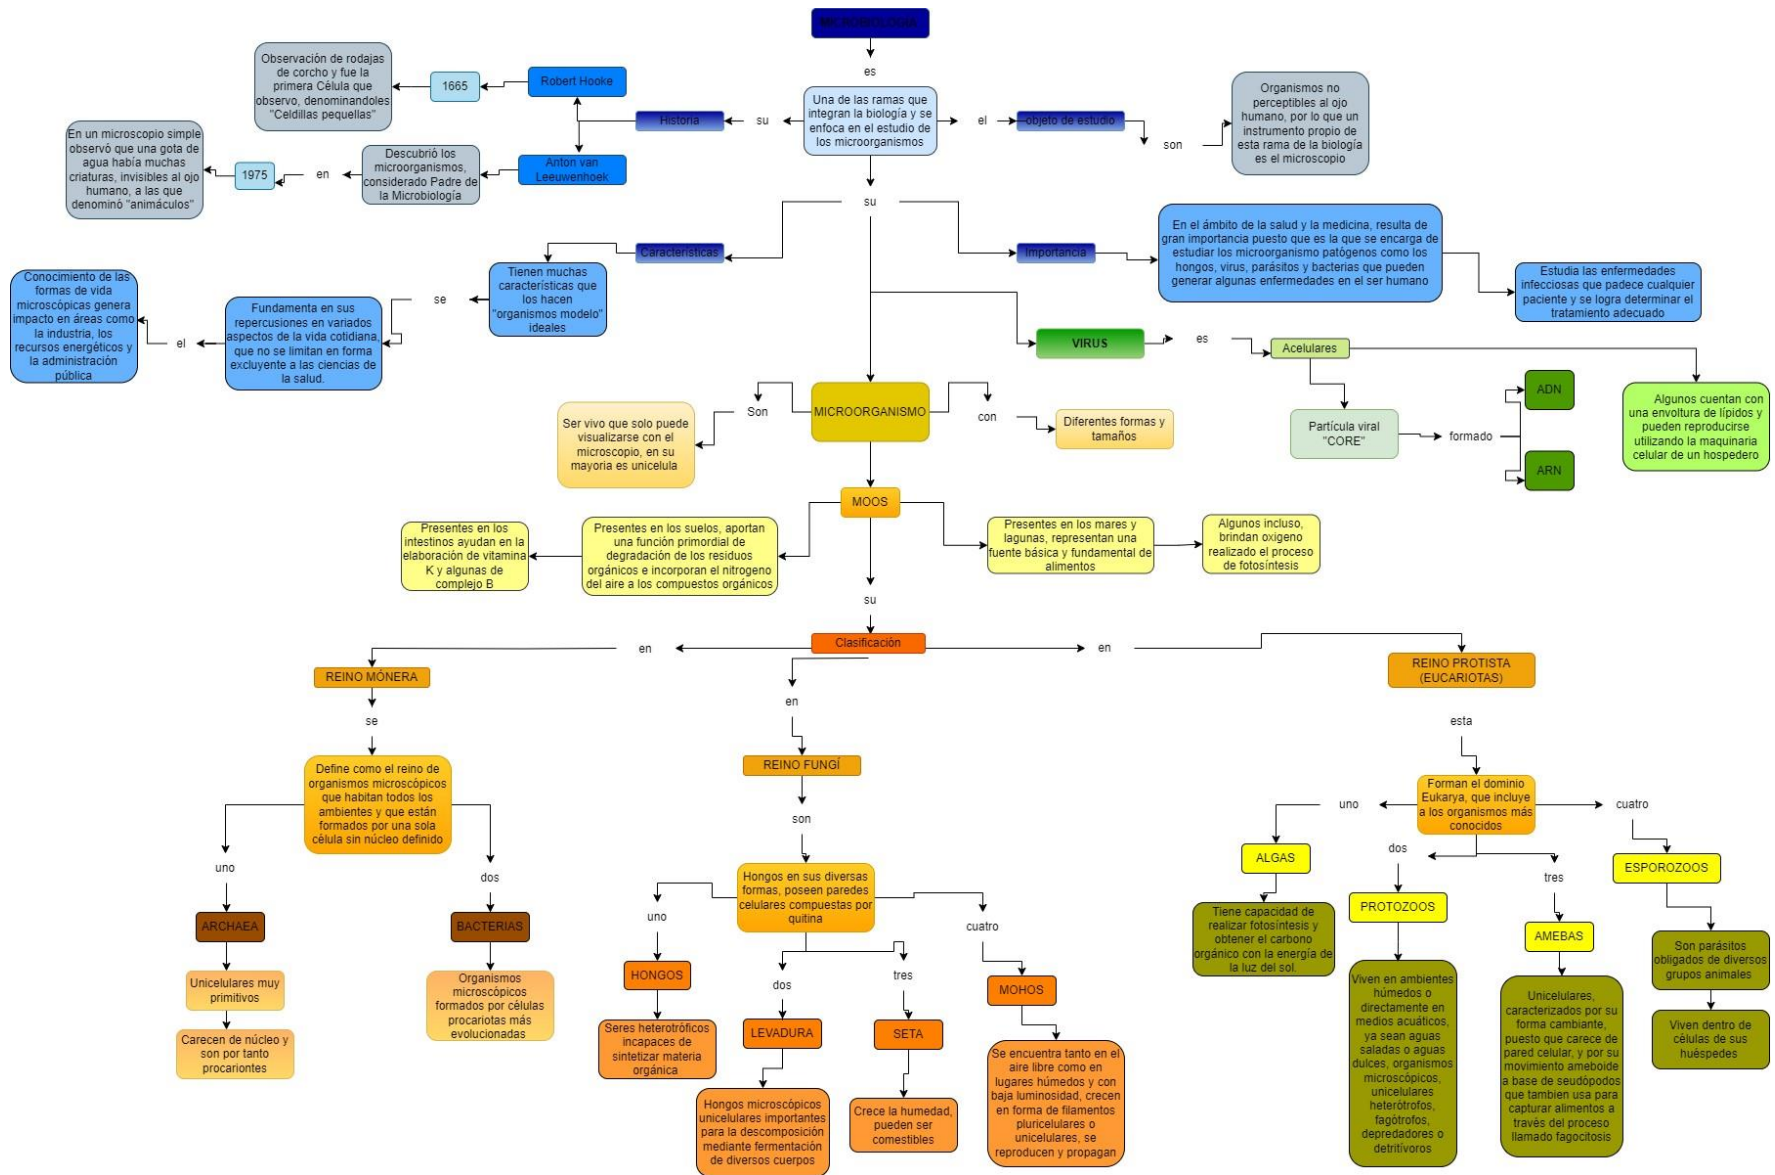 MICROBIOLOGÍA
es
Una de las ramas que
integran la biología y se
enfoca en el estudio de
los microorganismos
su
Historia
Robert Hooke
1665
Observación de rodajas
de corcho y fue la
primera Célula que
observo, denominandoles
"Celdillas pequellas"
Anton van
Leeuwenhoek
Descubrió los
microorganismos,
considerado Padre de
la Microbiología
en
1975
En un microscopio simple
observó que una gota de
agua había muchas
criaturas, invisibles al ojo
humano, a las que
denominó "animáculos"
el
objeto de estudio
son
Organismos no
perceptibles al ojo
humano, por lo que un
instrumento propio de
esta rama de la biología
es el microscopio
su
Características
Tienen muchas
características que
los hacen
"organismos modelo"
ideales
se
Fundamenta en sus
repercusiones en variados
aspectos de la vida cotidiana,
que no se limitan en forma
excluyente a las ciencias de
la salud.
el
Conocimiento de las
formas de vida
microscópicas genera
impacto en áreas como
la industria, los
recursos energéticos y
la administración
pública
Importancia
En el ámbito de la salud y la medicina, resulta de
gran importancia puesto que es la que se encarga de
estudiar los microorganismo patógenos como los
hongos, virus, parásitos y bacterias que pueden
generar algunas enfermedades en el ser humano
Estudia las enfermedades
infecciosas que padece cualquier
paciente y se logra determinar el
tratamiento adecuado
VIRUS
es
Acelulares
Partícula viral
"CORE"
formado
ADN
ARN
Algunos cuentan con
una envoltura de lípidos y
pueden reproducirse
utilizando la maquinaria
celular de un hospedero
MICROORGANISMO
Son
Ser vivo que solo puede
visualizarse con el
microscopio, en su
mayoria es unicelula
con
Diferentes formas y
tamaños
MOOS
Presentes en los suelos, aportan
una función primordial de
degradación de los residuos
orgánicos e incorporan el nitrogeno
del aire a los compuestos orgánicos
Presentes en los
intestinos ayudan en la
elaboración de vitamina
K y algunas de
complejo B
Presentes en los mares y
lagunas, representan una
fuente básica y fundamental de
alimentos
Algunos incluso,
brindan oxigeno
realizado el proceso
de fotosíntesis
su
Clasificación
en
REINO MÓNERA
se
Define como el reino de
organismos microscópicos
que habitan todos los
ambientes y que están
formados por una sola
célula sin núcleo definido
uno
ARCHAEA
Unicelulares muy
primitivos
Carecen de núcleo y
son por tanto
procariontes
dos
BACTERIAS
Organismos
microscópicos
formados por células
procariotas más
evolucionadas
en
REINO FUNGÍ
son
Hongos en sus diversas
formas, poseen paredes
celulares compuestas por
quitina
uno
HONGOS
Seres heterotróficos
incapaces de
sintetizar materia
orgánica
dos
LEVADURA
Hongos microscópicos
unicelulares importantes
para la descomposición
mediante fermentación
de diversos cuerpos
tres
SETA
Crece la humedad,
pueden ser
comestibles
cuatro
MOHOS
Se encuentra tanto en el
aire libre como en
lugares húmedos y con
baja luminosidad, crecen
en forma de filamentos
pluricelulares o
unicelulares, se
reproducen y propagan
en
REINO PROTISTA
(EUCARIOTAS)
esta
Forman el dominio
Eukarya, que incluye
a los organismos más
conocidos
uno
ALGAS
Tiene capacidad de
realizar fotosíntesis y
obtener el carbono
orgánico con la energía de
la luz del sol.
dos
PROTOZOOS
Viven en ambientes
húmedos o
directamente en
medios acuáticos,
ya sean aguas
saladas o aguas
dulces, organismos
microscópicos,
unicelulares
heterótrofos,
fagótrofos,
depredadores o
detritívoros
tres
AMEBAS
Unicelulares,
caracterizados por su
forma cambiante,
puesto que carece de
pared celular, y por su
movimiento ameboide
a base de seudópodos
que tambien usa para
capturar alimentos a
través del proceso
llamado fagocitosis
cuatro
ESPOROZOOS
Son parásitos
obligados de diversos
grupos animales
Viven dentro de
células de sus
huéspedes